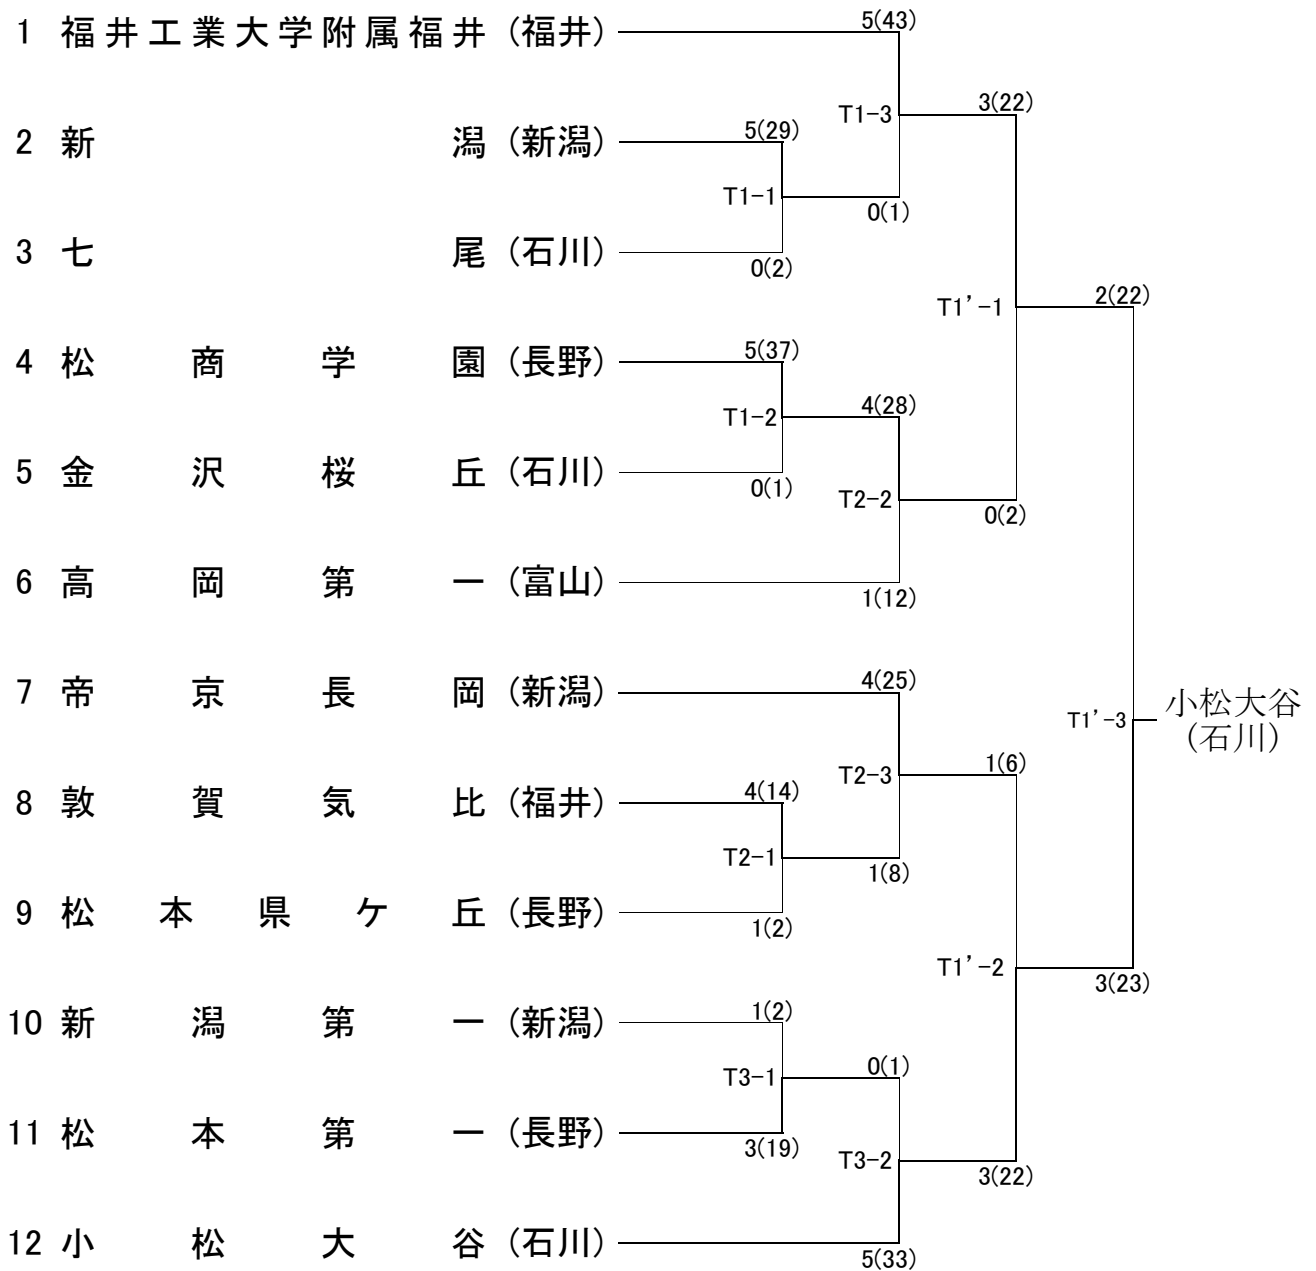 1 福井工業大学附属福井 (福井) 5(43)
T1-3 3(22)
2 新潟 (新潟) 5(29)
T1-1 0(1)
3 七尾 (石川) 0(2)
T1'-1 2(22)
4 松商学園 (長野) 5(37)
T1-2 4(28)
5 金沢桜丘 (石川) 0(1)
T2-2 0(2)
6 高岡第一 (富山) 1(12)
7 帝京長岡 (新潟) 4(25)
T1'-3 小松大谷
(石川)
T2-3 1(6)
8 敦賀気比 (福井) 4(14)
T2-1 1(8)
9 松本県ケ丘 (長野) 1(2)
T1'-2 3(23)
10 新潟第一 (新潟) 1(2)
T3-1 0(1)
11 松本第一 (長野) 3(19)
T3-2 3(22)
12 小松大谷 (石川) 5(33)